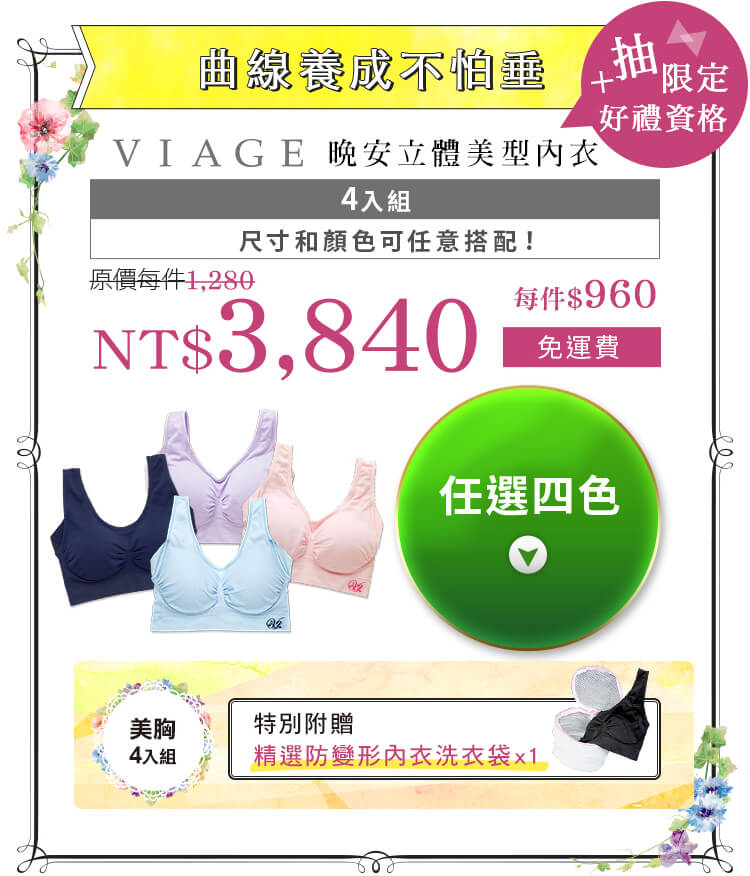 曲線養成不怕垂
+抽限定
好禮資格
VIAGE 晚安立體美型內衣
4入組
尺寸和顏色可任意搭配！
原價每件1,280
每件$960
NT$3,840
免運費
任選四色
美胸
4入組
特別附贈
精選防變形內衣洗衣袋x1